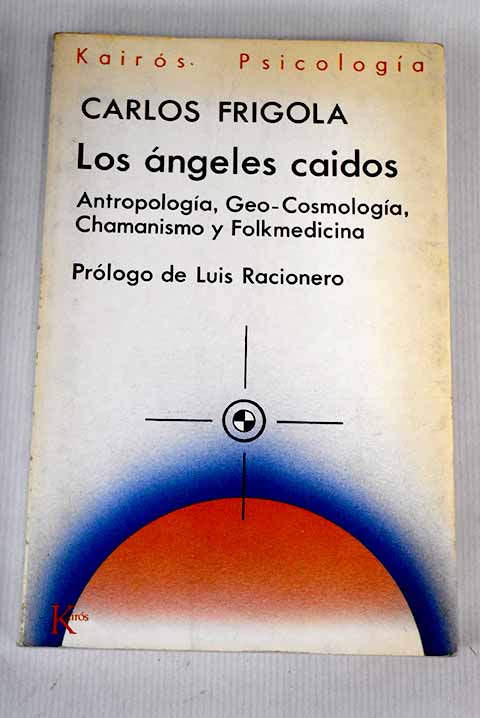 Kairós. Psicología
CARLOS FRIGOLA
Los ángeles caidos
Antropología, Geo-Cosmología,
Chamanismo y Folkmedicina
Prólogo de Luis Racionero
Kairós